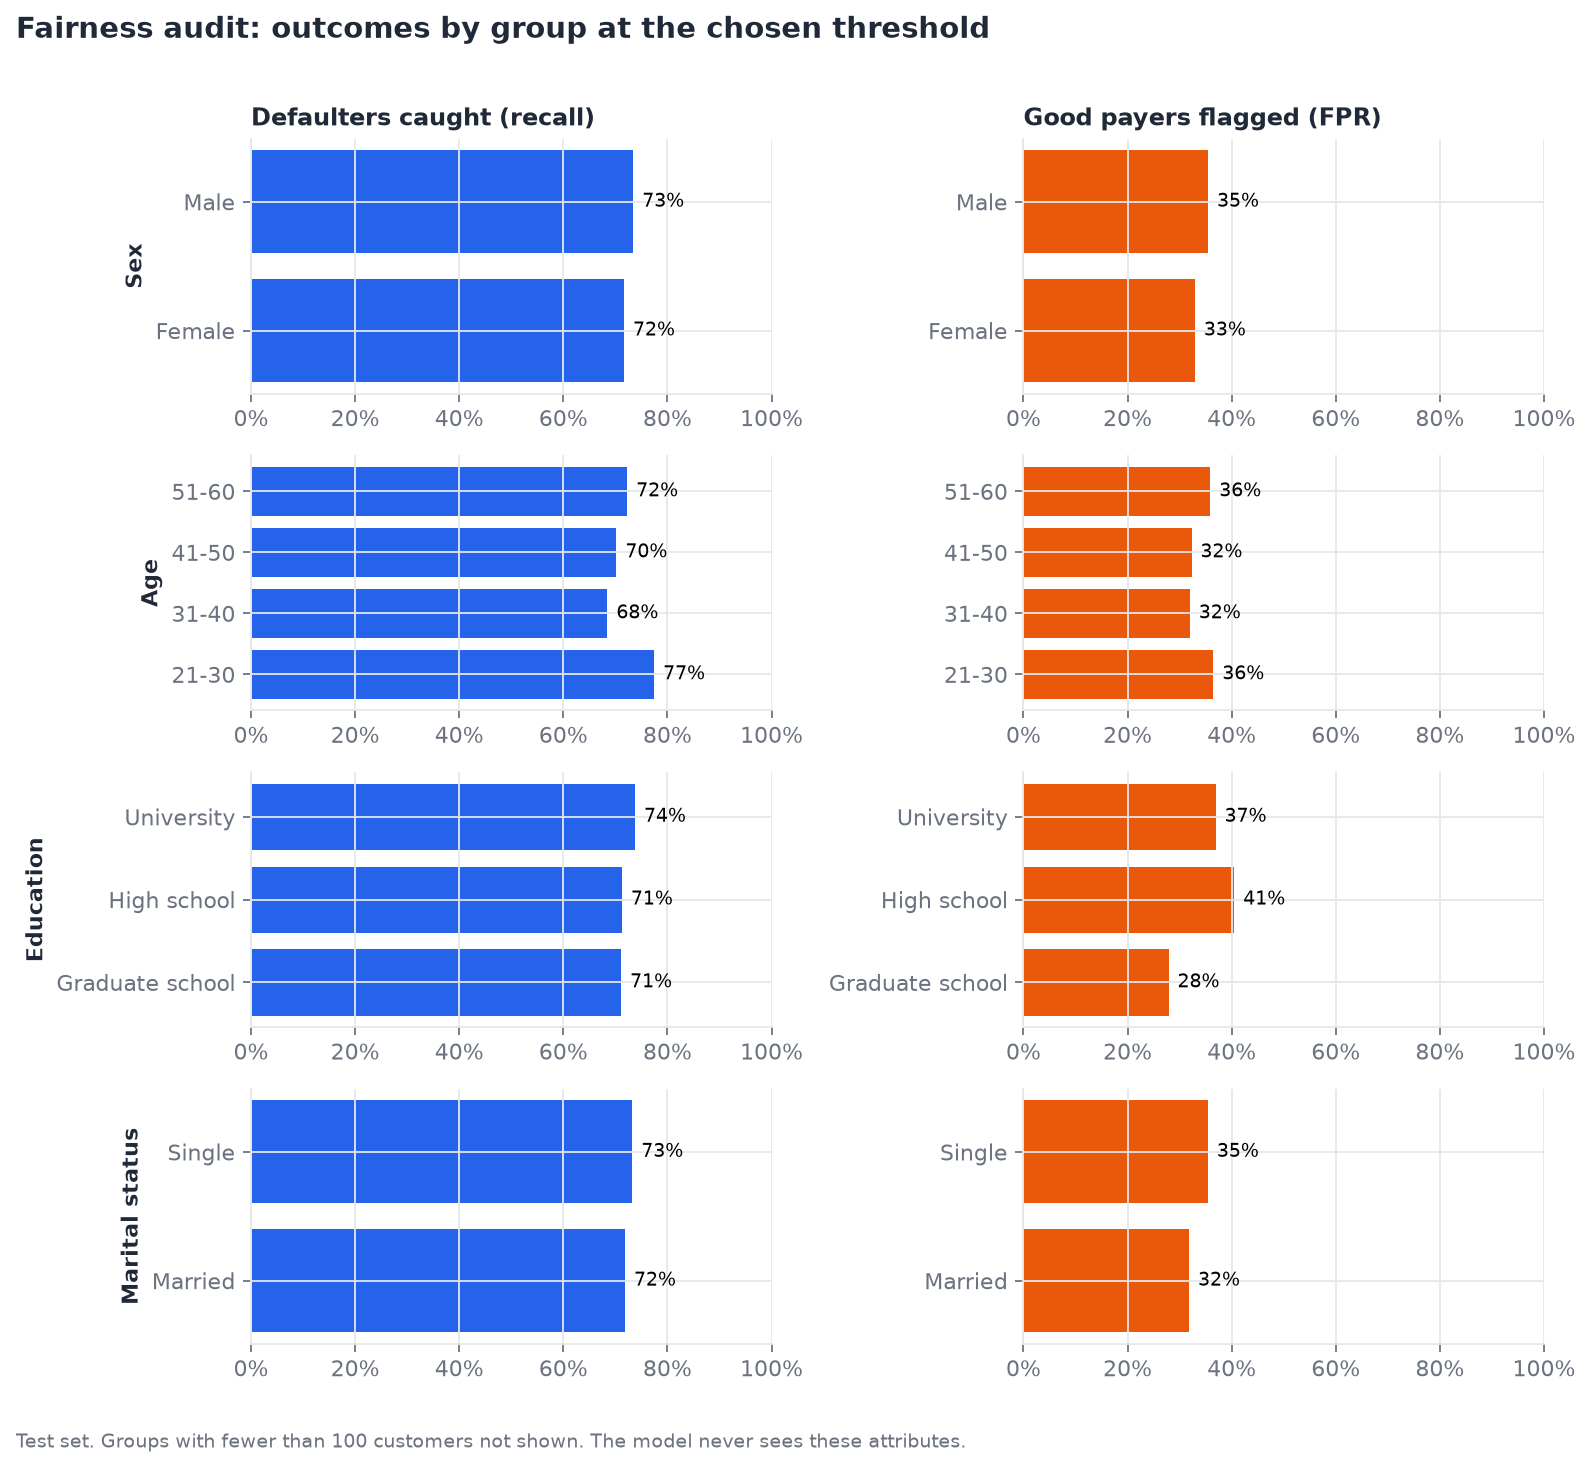 Fairness audit: outcomes by group at the chosen threshold
Defaulters caught (recall)
Good payers flagged (FPR)
Sex
Male
73%
Female
72%
0% 20% 40% 60% 80% 100%
Male
35%
Female
33%
0% 20% 40% 60% 80% 100%
Age
51-60
72%
41-50
70%
31-40
68%
21-30
77%
0% 20% 40% 60% 80% 100%
51-60
36%
41-50
32%
31-40
32%
21-30
36%
0% 20% 40% 60% 80% 100%
Education
University
74%
High school
71%
Graduate school
71%
0% 20% 40% 60% 80% 100%
University
37%
High school
41%
Graduate school
28%
0% 20% 40% 60% 80% 100%
Marital status
Single
73%
Married
72%
0% 20% 40% 60% 80% 100%
Single
35%
Married
32%
0% 20% 40% 60% 80% 100%
Test set. Groups with fewer than 100 customers not shown. The model never sees these attributes.